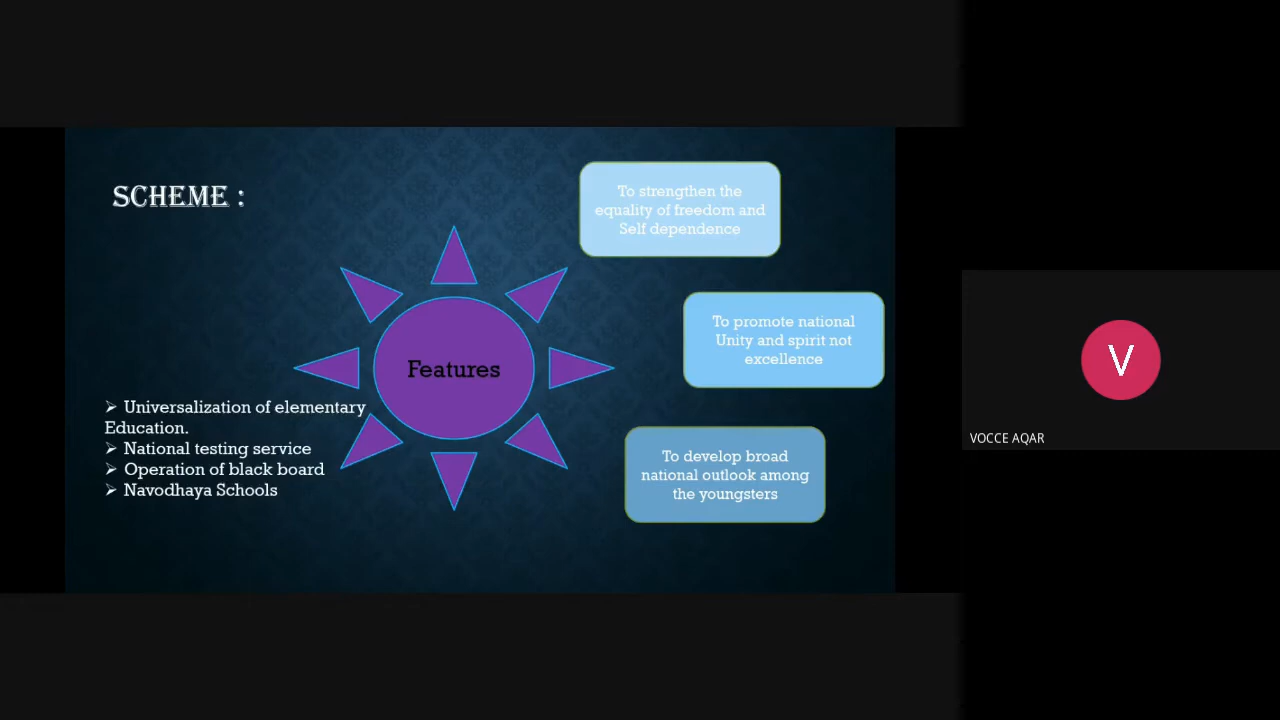 SCHEME :
To strengthen the
equality of freedom and
Self dependence
To promote national
Unity and spirit not
excellence
Features
➢ Universalization of elementary
Education.
➢ National testing service
➢ Operation of black board
➢ Navodhaya Schools
To develop broad
national outlook among
the youngsters
V
VOCCE AQAR